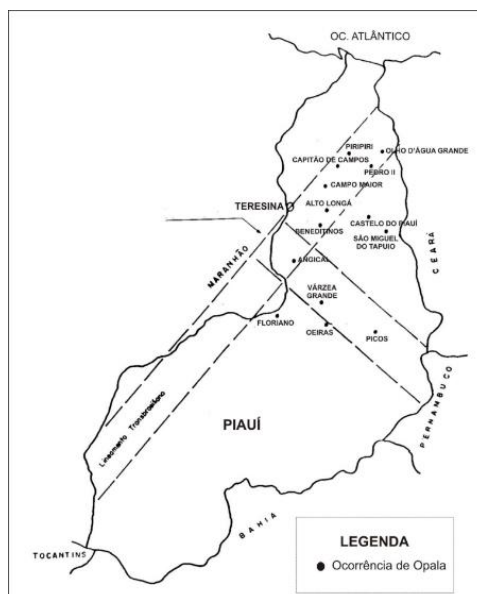 OC. ATLÂNTICO
PIRIPIRI
OLHO D'ÁGUA GRANDE
CAPITÃO DE CAMPOS
PEDRO II
CAMPO MAIOR
TERESINA
ALTO LONGÁ
CASTELO DO PIAUÍ
BENEDITINOS
SÃO MIGUEL
DO TAPUIO
CEARÁ
ANGICAL
MARANHÃO
VÁRZEA
GRANDE
FLORIANO
OEIRAS
PICOS
PERNAMBUCO
Lineamento Transbrasiliano
PIAUÍ
BAHIA
TOCANTINS
LEGENDA
Ocorrência de Opala